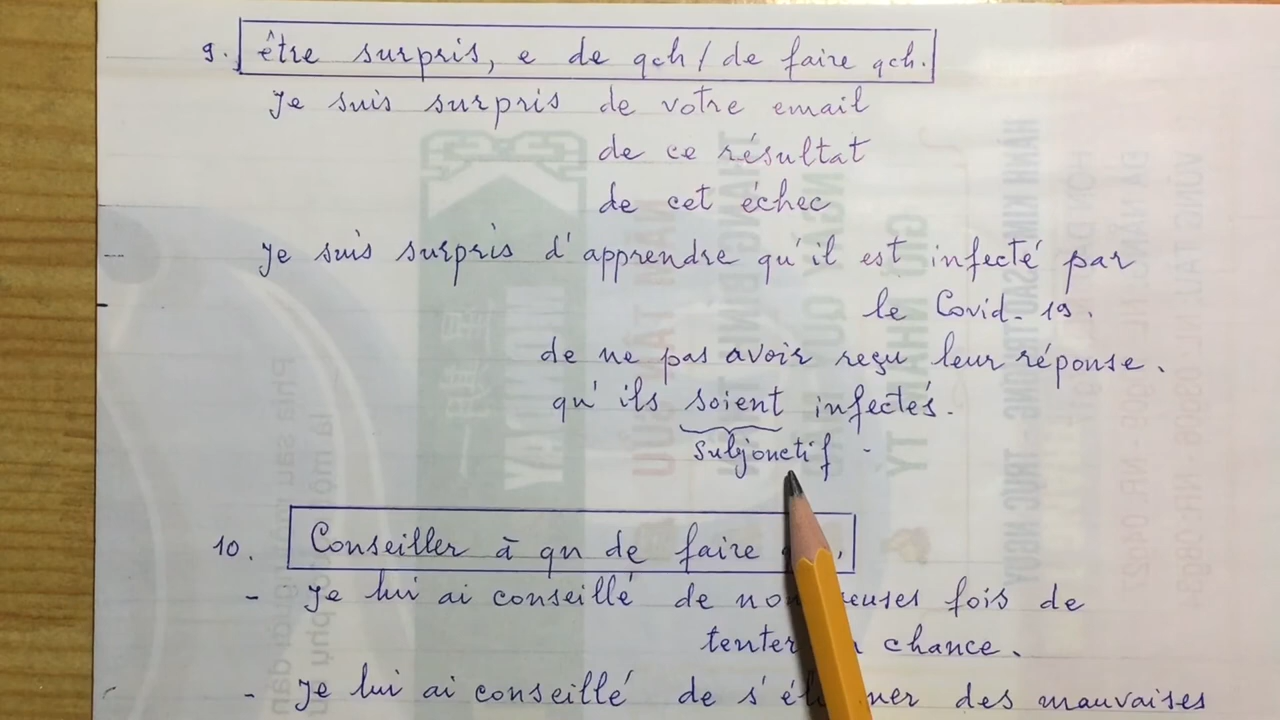 9. être surpris, e de qch / de faire qch.
Je suis surpris de votre email
de ce résultat
de cet échec
Je suis surpris d'apprendre qu'il est infecté par
le Covid-19.
de ne pas avoir reçu leur réponse.
qu'ils soient infectés.
Subjonctif
10. Conseiller à qn de faire
- Je lui ai conseillé de fois de
tenter chance.
- Je lui ai conseillé de des mauvaises